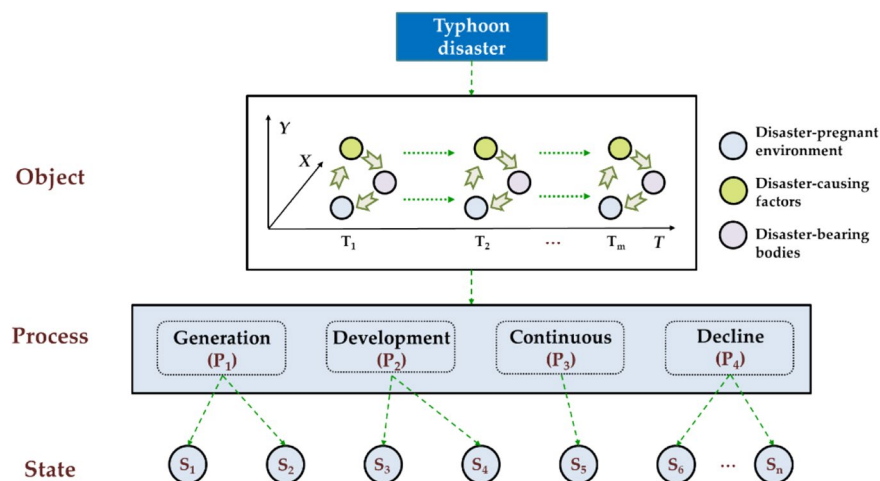 Typhoon
disaster
Y
X
T₁
T₂
...
Tₘ
T
Disaster-pregnant
environment
Disaster-causing
factors
Disaster-bearing
bodies
Object
Process
Generation
(P₁)
Development
(P₂)
Continuous
(P₃)
Decline
(P₄)
State
S₁
S₂
S₃
S₄
S₅
S₆
...
Sₙ